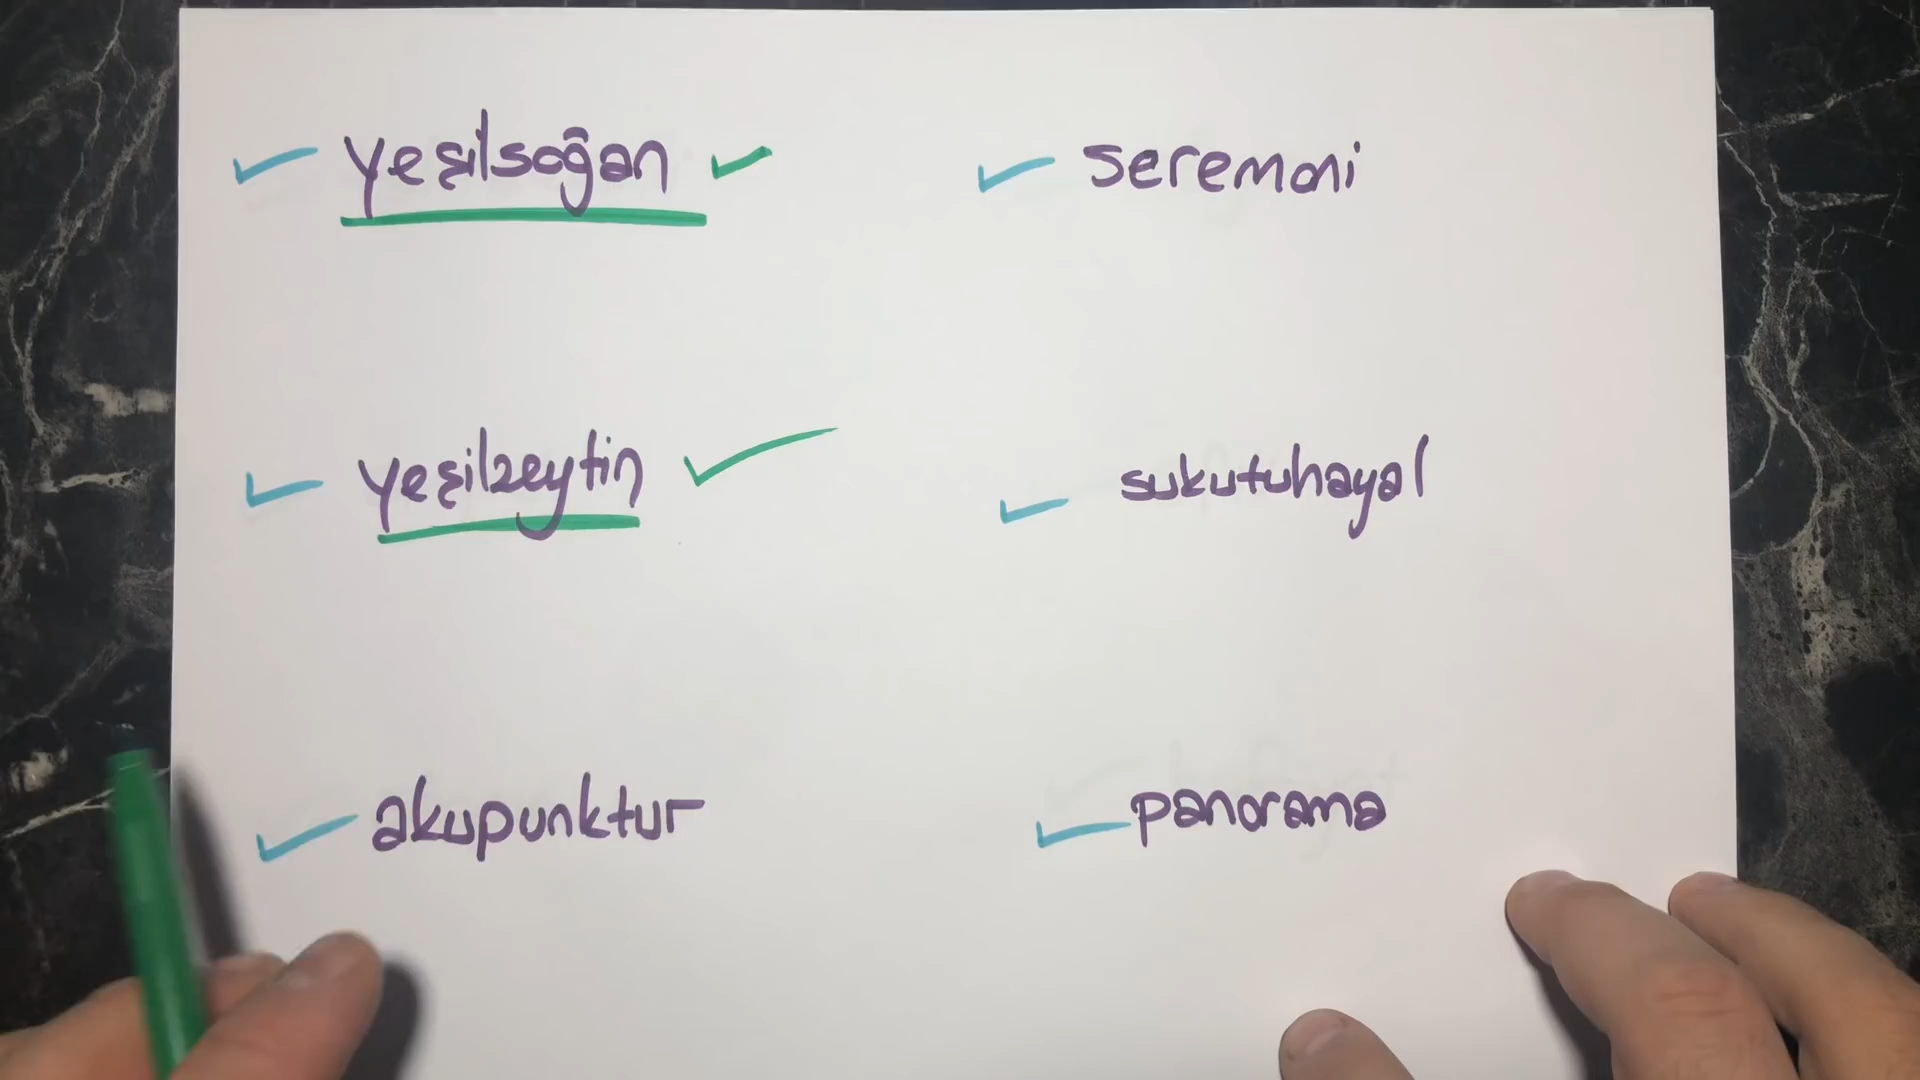 yeşilsoğan
yeşilzeytin
akupunktur
seremoni
sukutuhayal
panorama